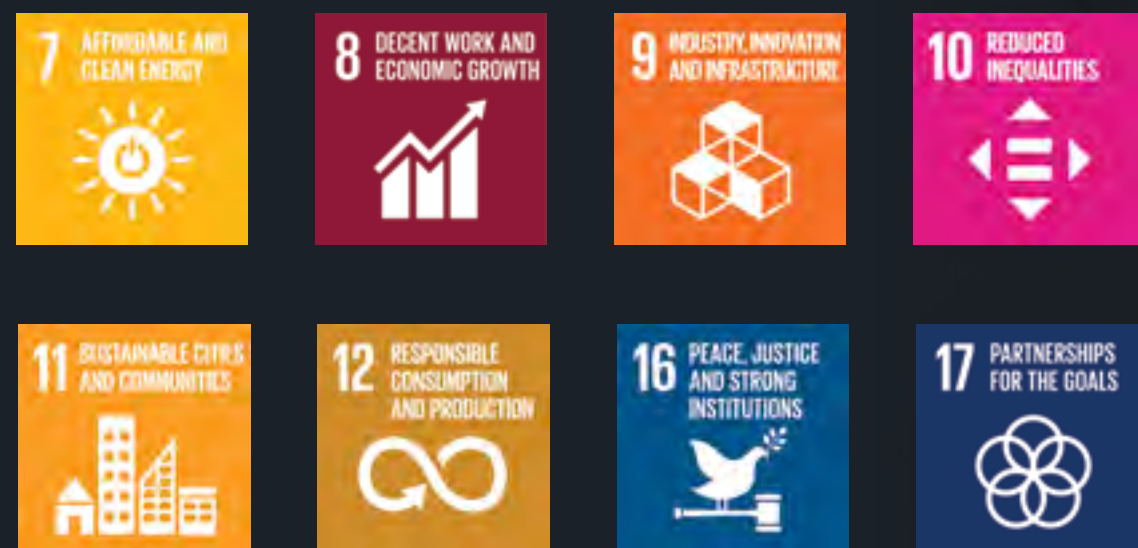 7 AFFORDABLE AND
CLEAN ENERGY
8 DECENT WORK AND
ECONOMIC GROWTH
9 INDUSTRY, INNOVATION
AND INFRASTRUCTURE
10 REDUCED
INEQUALITIES
11 SUSTAINABLE CITIES
AND COMMUNITIES
12 RESPONSIBLE
CONSUMPTION
AND PRODUCTION
16 PEACE, JUSTICE
AND STRONG
INSTITUTIONS
17 PARTNERSHIPS
FOR THE GOALS